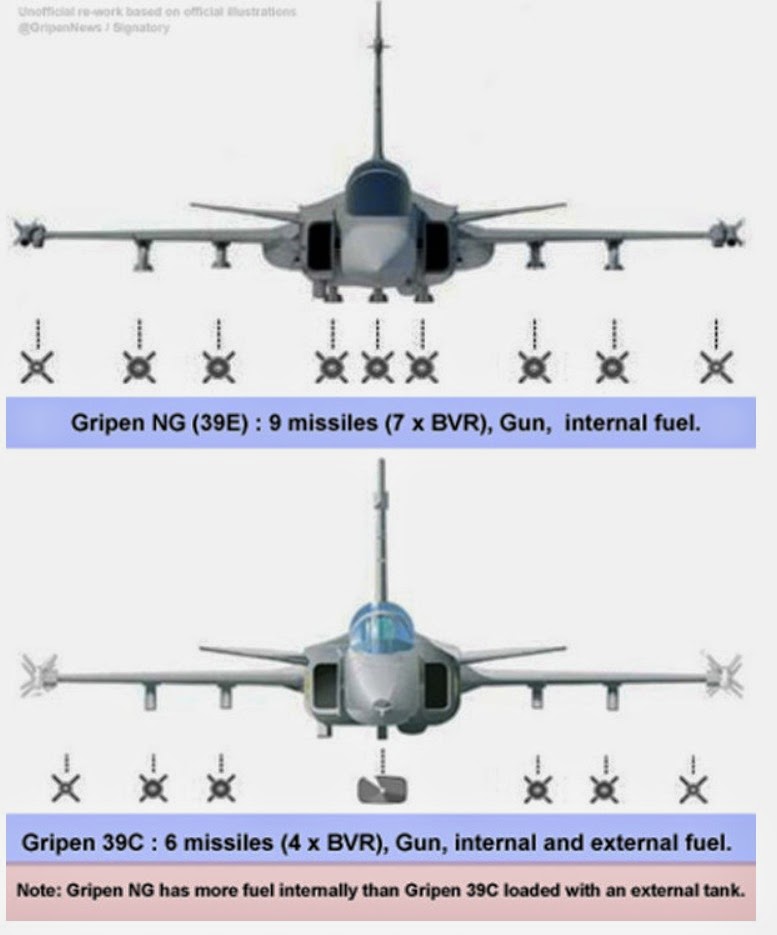 Unofficial re-work based on official illustrations
@GripenNews / Signatory
Gripen NG (39E) : 9 missiles (7 x BVR), Gun, internal fuel.
Gripen 39C : 6 missiles (4 x BVR), Gun, internal and external fuel.
Note: Gripen NG has more fuel internally than Gripen 39C loaded with an external tank.